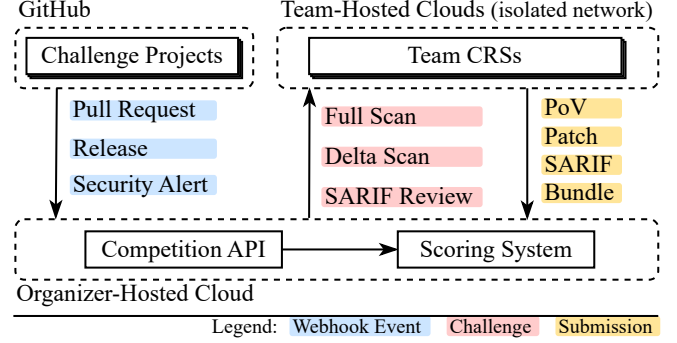 GitHub
Team-Hosted Clouds (isolated network)
Challenge Projects
Team CRSs
Pull Request
Release
Security Alert
Full Scan
Delta Scan
SARIF Review
PoV
Patch
SARIF
Bundle
Competition API
Scoring System
Organizer-Hosted Cloud
Legend: Webhook Event Challenge Submission